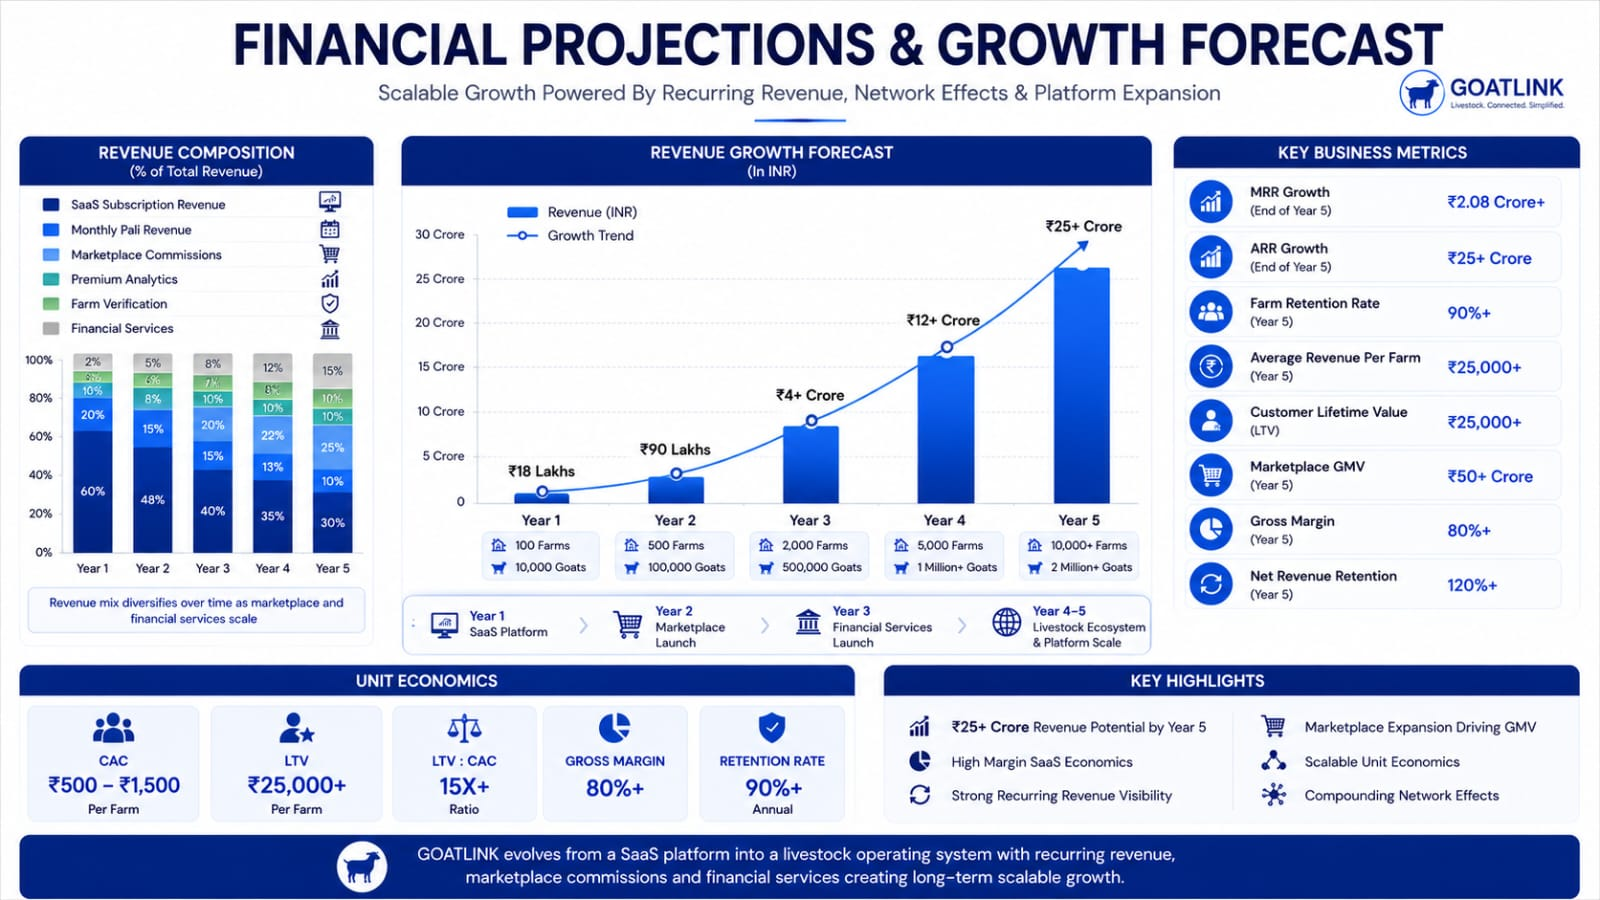 FINANCIAL PROJECTIONS & GROWTH FORECAST
Scalable Growth Powered By Recurring Revenue, Network Effects & Platform Expansion
GOATLINK
Livestock. Connected. Simplified.
REVENUE COMPOSITION
(% of Total Revenue)
SaaS Subscription Revenue
Monthly Pali Revenue
Marketplace Commissions
Premium Analytics
Farm Verification
Financial Services
100%
80%
60%
40%
20%
0%
2%
10%
20%
60%
5%
6%
8%
15%
48%
8%
7%
10%
20%
15%
40%
12%
8%
10%
22%
13%
35%
15%
10%
10%
25%
10%
30%
Year 1
Year 2
Year 3
Year 4
Year 5
Revenue mix diversifies over time as marketplace and
financial services scale
REVENUE GROWTH FORECAST
(In INR)
Revenue (INR)
Growth Trend
30 Crore
25 Crore
20 Crore
15 Crore
10 Crore
5 Crore
0
₹18 Lakhs
₹90 Lakhs
₹4+ Crore
₹12+ Crore
₹25+ Crore
Year 1
Year 2
Year 3
Year 4
Year 5
100 Farms
10,000 Goats
500 Farms
100,000 Goats
2,000 Farms
500,000 Goats
5,000 Farms
1 Million+ Goats
10,000+ Farms
2 Million+ Goats
Year 1
SaaS Platform
Year 2
Marketplace
Launch
Year 3
Financial Services
Launch
Year 4–5
Livestock Ecosystem
& Platform Scale
KEY BUSINESS METRICS
MRR Growth
(End of Year 5)
₹2.08 Crore+
ARR Growth
(End of Year 5)
₹25+ Crore
Farm Retention Rate
(Year 5)
90%+
Average Revenue Per Farm
(Year 5)
₹25,000+
Customer Lifetime Value
(LTV)
₹25,000+
Marketplace GMV
(Year 5)
₹50+ Crore
Gross Margin
(Year 5)
80%+
Net Revenue Retention
(Year 5)
120%+
UNIT ECONOMICS
CAC
₹500 – ₹1,500
Per Farm
LTV
₹25,000+
Per Farm
LTV : CAC
15X+
Ratio
GROSS MARGIN
80%+
RETENTION RATE
90%+
Annual
KEY HIGHLIGHTS
₹25+ Crore Revenue Potential by Year 5
High Margin SaaS Economics
Strong Recurring Revenue Visibility
Marketplace Expansion Driving GMV
Scalable Unit Economics
Compounding Network Effects
GOATLINK evolves from a SaaS platform into a livestock operating system with recurring revenue,
marketplace commissions and financial services creating long-term scalable growth.